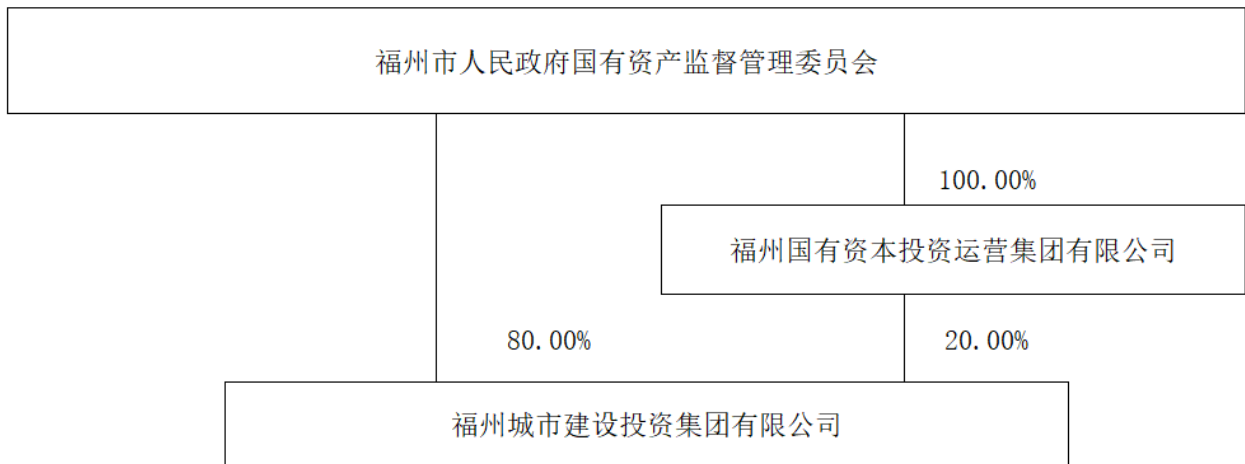 福州市人民政府国有资产监督管理委员会
100.00%
福州国有资本投资运营集团有限公司
80.00%
20.00%
福州城市建设投资集团有限公司